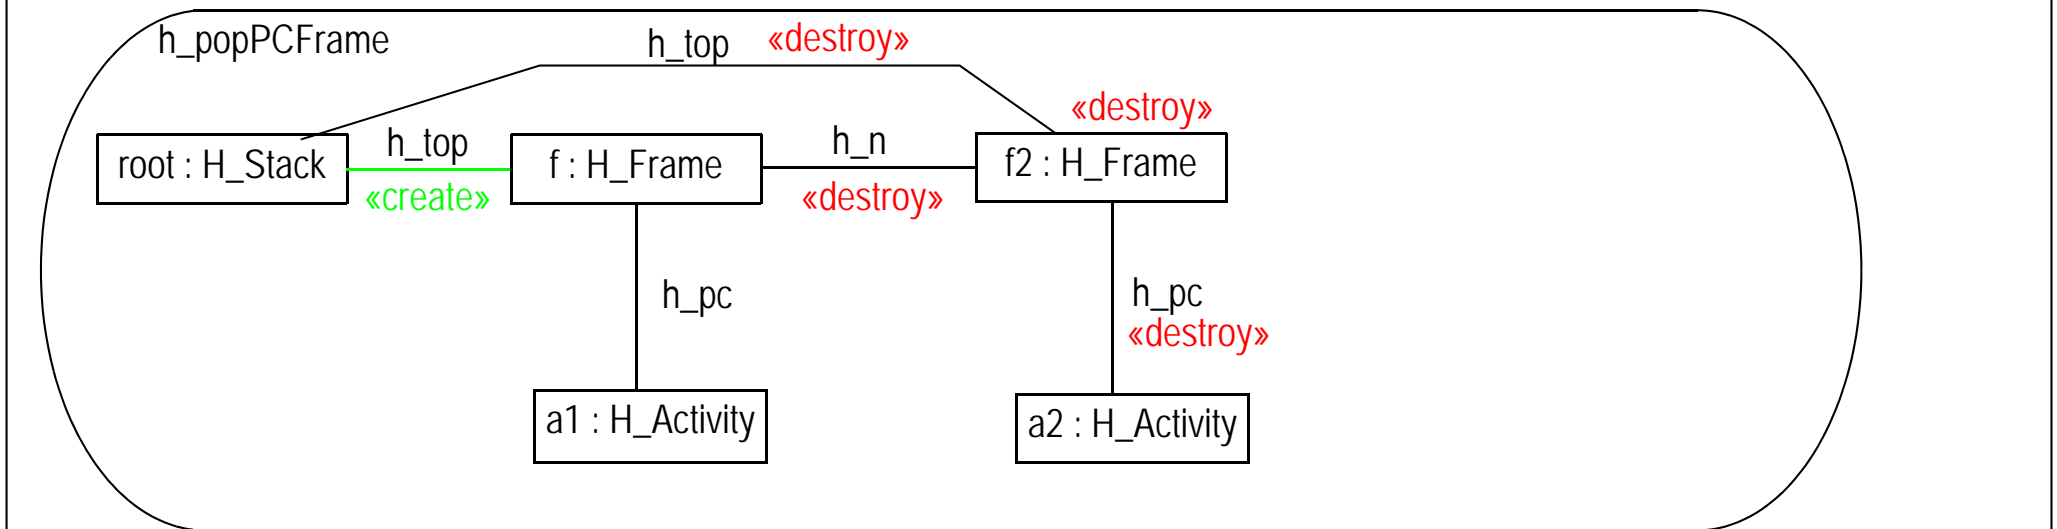 h_popPCFrame
h_top «destroy»
«destroy»
root : H_Stack
h_top
«create»
f : H_Frame
h_n
«destroy»
f2 : H_Frame
h_pc
h_pc
«destroy»
a1 : H_Activity
a2 : H_Activity